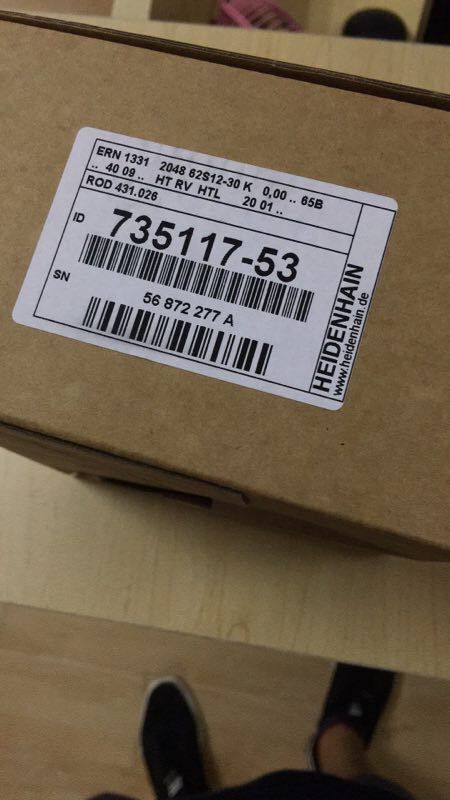 ERN 1331 2048 62S12-30 K 0,00 .. 65B
.. 40 09 .. HT RV HTL 20 01 ..
ROD 431.026
ID 735117-53
SN 56 872 277 A
HEIDENHAIN
www.heidenhain.de